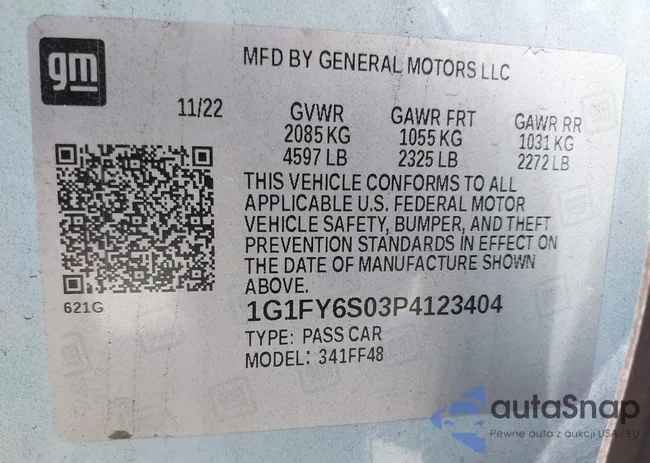 gm
MFD BY GENERAL MOTORS LLC
11/22
GVWR
2085 KG
4597 LB
GAWR FRT
1055 KG
2325 LB
GAWR RR
1031 KG
2272 LB
THIS VEHICLE CONFORMS TO ALL
APPLICABLE U.S. FEDERAL MOTOR
VEHICLE SAFETY, BUMPER, AND THEFT
PREVENTION STANDARDS IN EFFECT ON
THE DATE OF MANUFACTURE SHOWN
ABOVE.
621G
1G1FY6S03P4123404
TYPE: PASS CAR
MODEL: 341FF48
autaSnap
Pewne auta z aukcji USA - EU